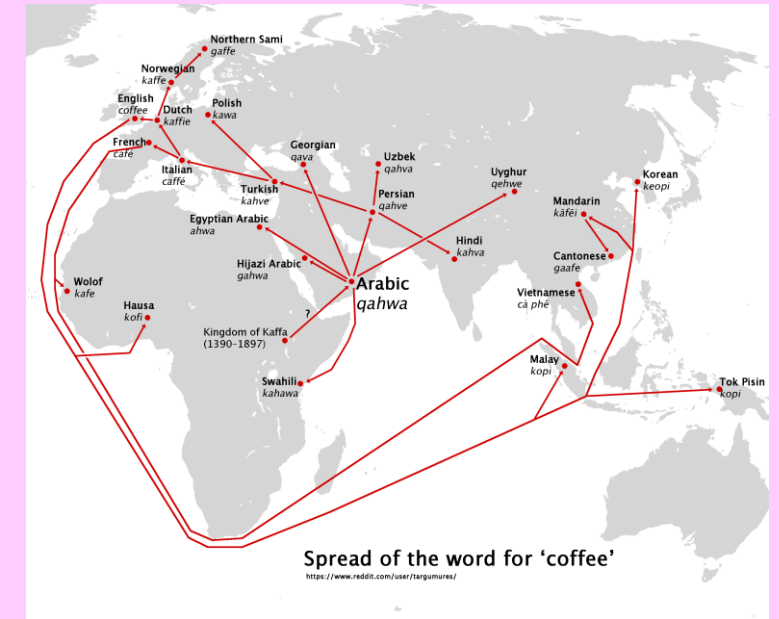 Northern Sami
gaffe
Norwegian
kaffe
English
coffee
Dutch
kaffie
Polish
kawa
French
café
Italian
caffé
Georgian
qava
Uzbek
qahva
Turkish
kahve
Persian
qahve
Uyghur
qehwe
Korean
keopi
Mandarin
kāfēi
Egyptian Arabic
ahwa
Hindi
kahva
Cantonese
gaafe
Hijazi Arabic
gahwa
Arabic
qahwa
Wolof
kafe
Vietnamese
cà phê
Hausa
kofi
?
Kingdom of Kaffa
(1390–1897)
Malay
kopi
Swahili
kahawa
Tok Pisin
kopi
Spread of the word for ‘coffee’
https://www.reddit.com/user/targumures/